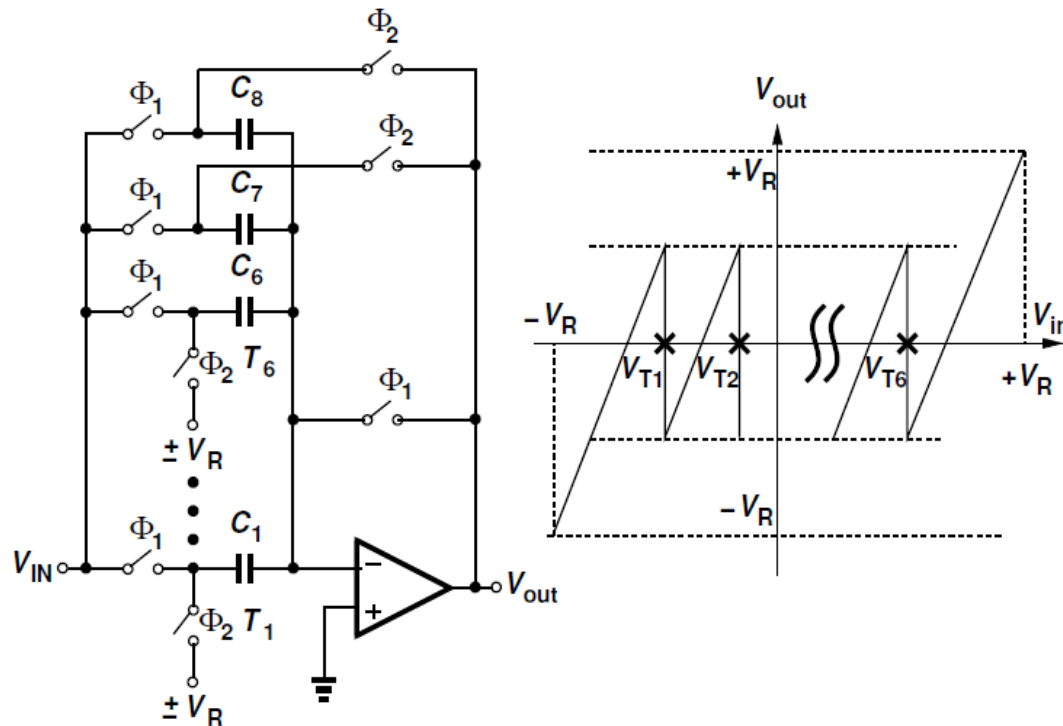 Φ2
Φ1
C8
Φ2
Φ1
C7
Φ1
C6
Φ2
T6
± VR
Φ1
Φ1
C1
VIN
Φ2
T1
± VR
−
+
Vout
Vout
+VR
− VR
VT1
VT2
VT6
Vin
+VR
− VR